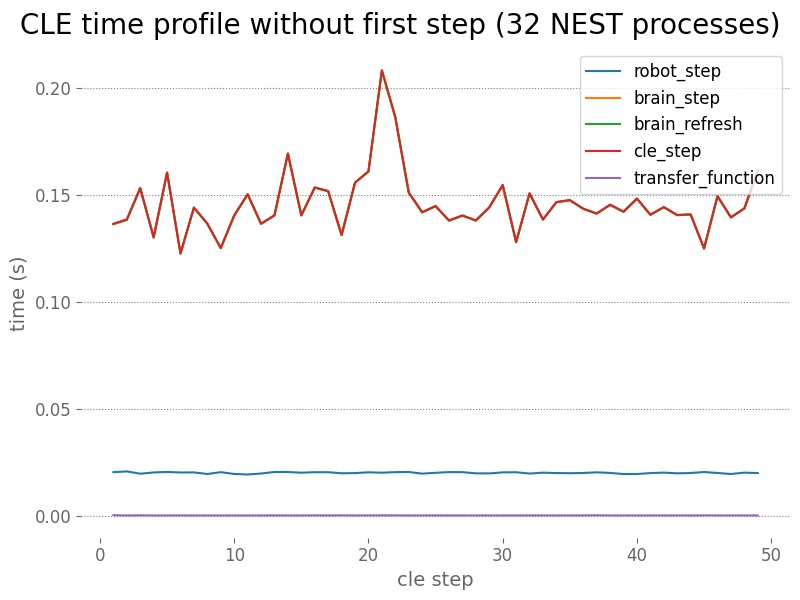 CLE time profile without first step (32 NEST processes)
robot_step
brain_step
brain_refresh
cle_step
transfer_function
0.20
0.15
0.10
0.05
0.00
time (s)
0 10 20 30 40 50
cle step